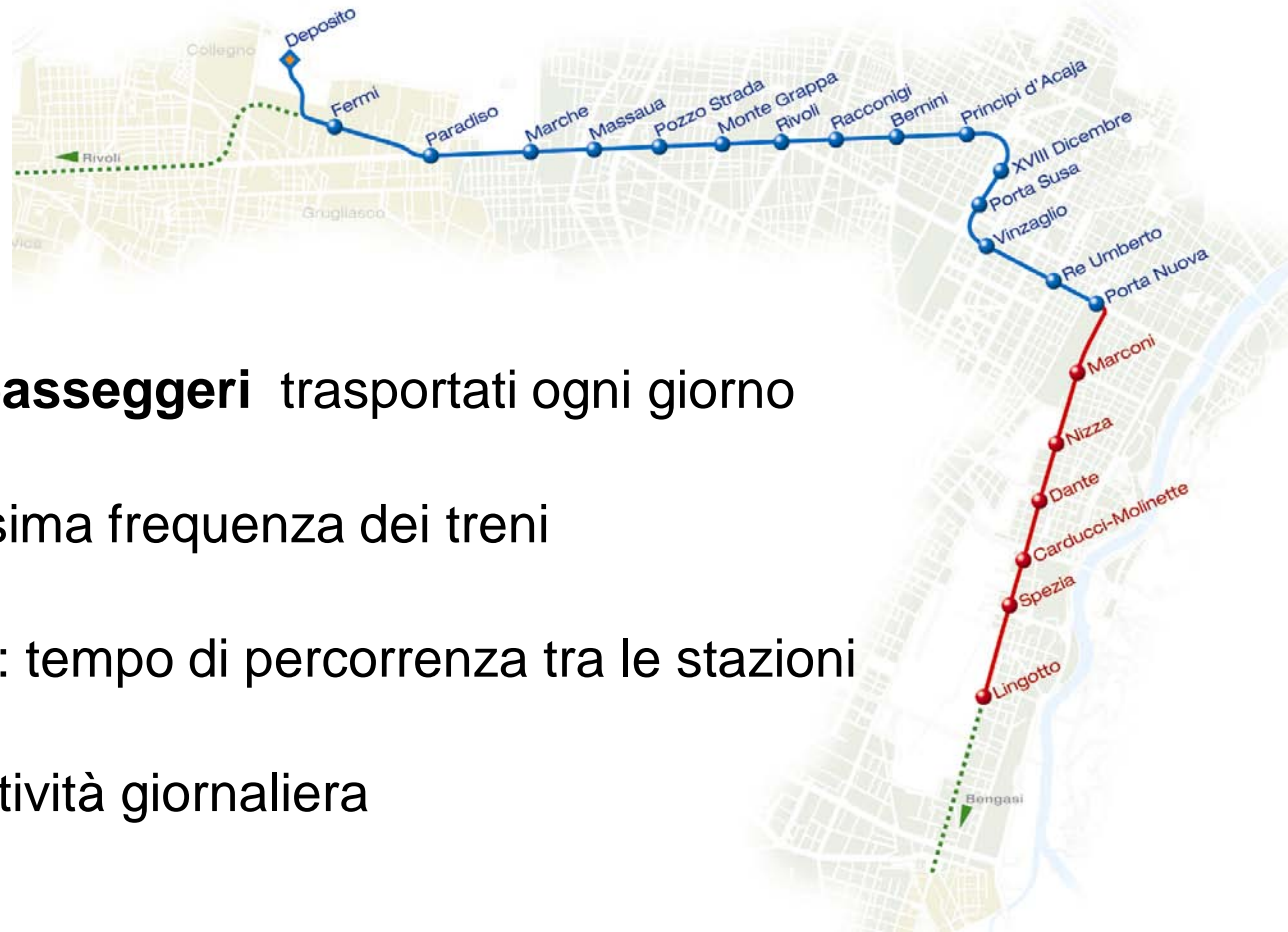 Deposito
Collegno
Fermi
Paradiso
Marche
Massaua
Pozzo Strada
Monte Grappa
Rivoli
Racconigi
Bernini
Principi d'Acaja
XVIII Dicembre
Porta Susa
Vinzaglio
Re Umberto
Porta Nuova
Rivoli
Grugliasco
Vica
asseggeri trasportati ogni giorno
sima frequenza dei treni
: tempo di percorrenza tra le stazioni
tività giornaliera
Marconi
Nizza
Dante
Carducci-Molinette
Spezia
Lingotto
Bengasi